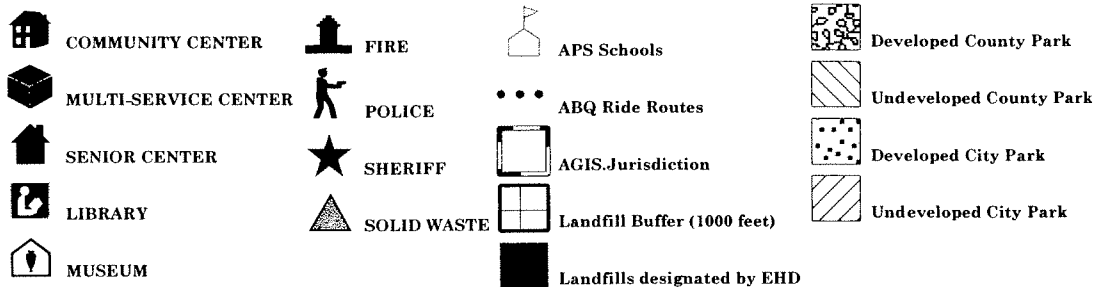 COMMUNITY CENTER
MULTI-SERVICE CENTER
SENIOR CENTER
LIBRARY
MUSEUM
FIRE
POLICE
SHERIFF
SOLID WASTE
APS Schools
ABQ Ride Routes
AGIS.Jurisdiction
Landfill Buffer (1000 feet)
Landfills designated by EHD
Developed County Park
Undeveloped County Park
Developed City Park
Undeveloped City Park